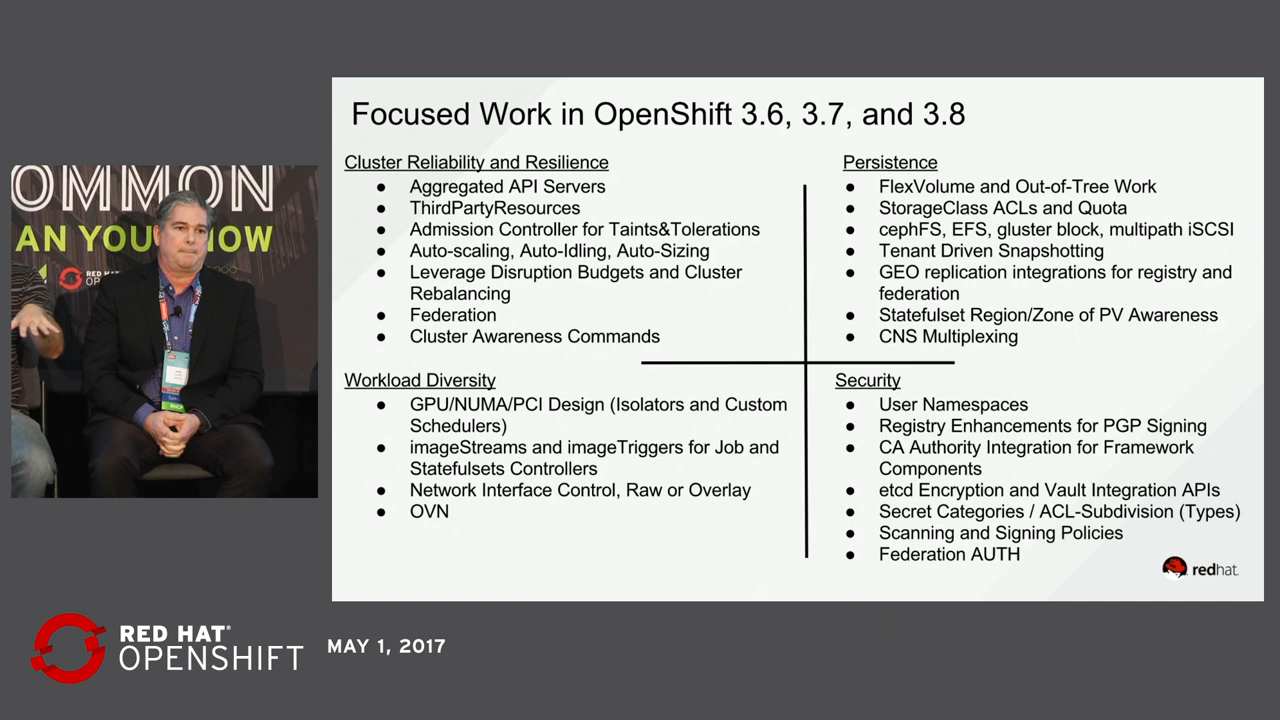 OMMON
AN YOU NOW
RED HAT
OP
Focused Work in OpenShift 3.6, 3.7, and 3.8
Cluster Reliability and Resilience
● Aggregated API Servers
● ThirdPartyResources
● Admission Controller for Taints&Tolerations
● Auto-scaling, Auto-Idling, Auto-Sizing
● Leverage Disruption Budgets and Cluster
Rebalancing
● Federation
● Cluster Awareness Commands
Persistence
● FlexVolume and Out-of-Tree Work
● StorageClass ACLs and Quota
● cephFS, EFS, gluster block, multipath iSCSI
● Tenant Driven Snapshotting
● GEO replication integrations for registry and
federation
● Statefulset Region/Zone of PV Awareness
● CNS Multiplexing
Workload Diversity
● GPU/NUMA/PCI Design (Isolators and Custom
Schedulers)
● imageStreams and imageTriggers for Job and
Statefulsets Controllers
● Network Interface Control, Raw or Overlay
● OVN
Security
● User Namespaces
● Registry Enhancements for PGP Signing
● CA Authority Integration for Framework
Components
● etcd Encryption and Vault Integration APIs
● Secret Categories / ACL-Subdivision (Types)
● Scanning and Signing Policies
● Federation AUTH
redhat.
RED HAT®
OPENSHIFT
MAY 1, 2017